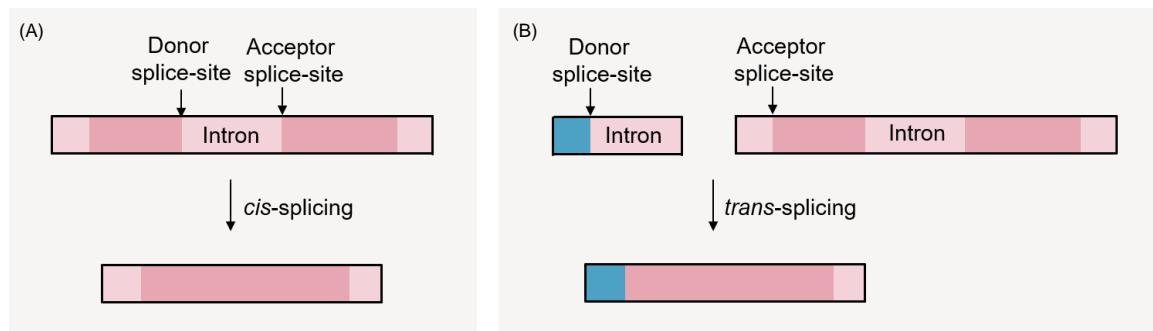 (A)
Donor
splice-site
Acceptor
splice-site
Intron
cis-splicing
(B)
Donor
splice-site
Acceptor
splice-site
Intron
Intron
trans-splicing